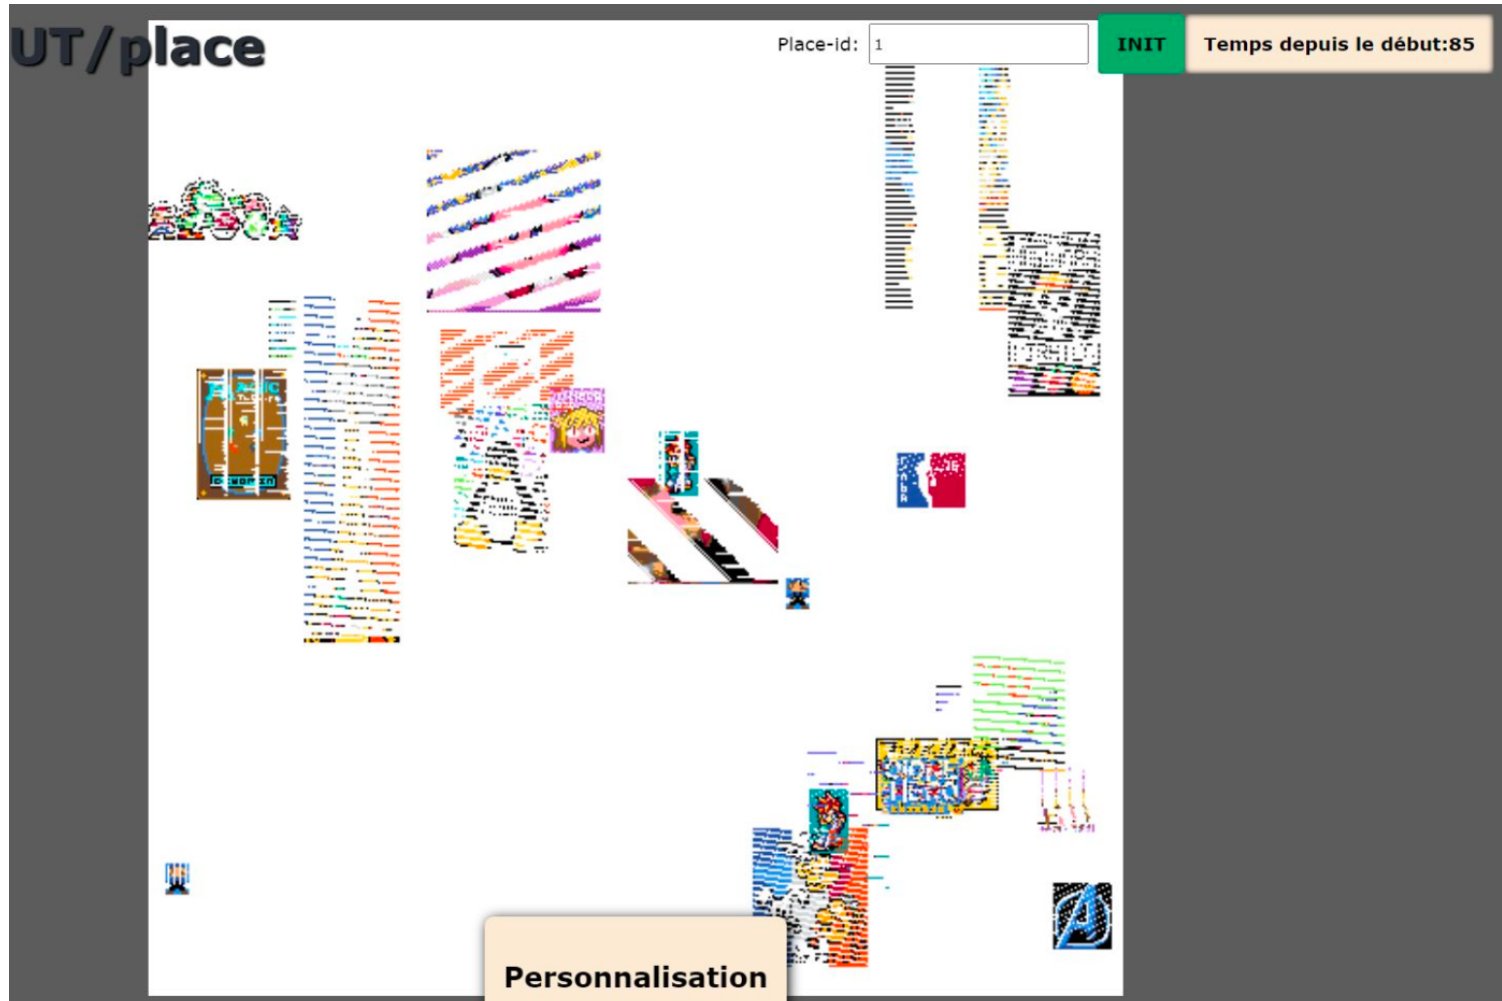 UT/place
Place-id: 1
INIT
Temps depuis le début:85
Personnalisation